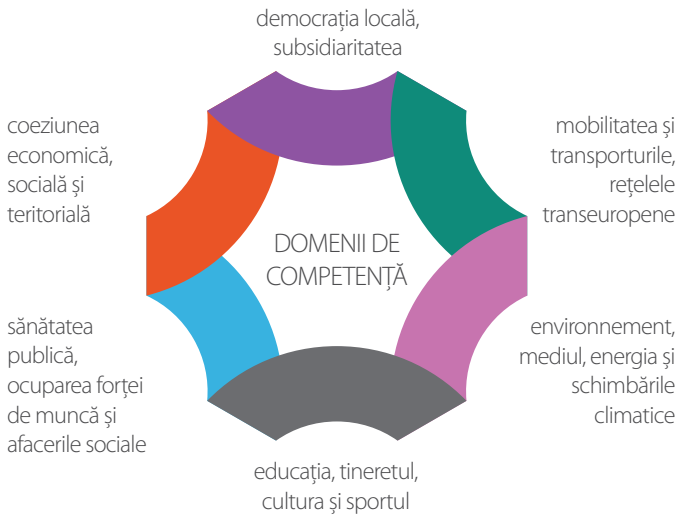 democrația locală,
subsidiaritatea
coeziunea
economică,
socială și
teritorială
mobilitatea și
transporturile,
rețelele
transeuropene
DOMENII DE
COMPETENȚĂ
sănătatea
publică,
ocuparea forței
de muncă și
afacerile sociale
environnement,
mediul, energia și
schimbările
climatice
educația, tineretul,
cultura și sportul